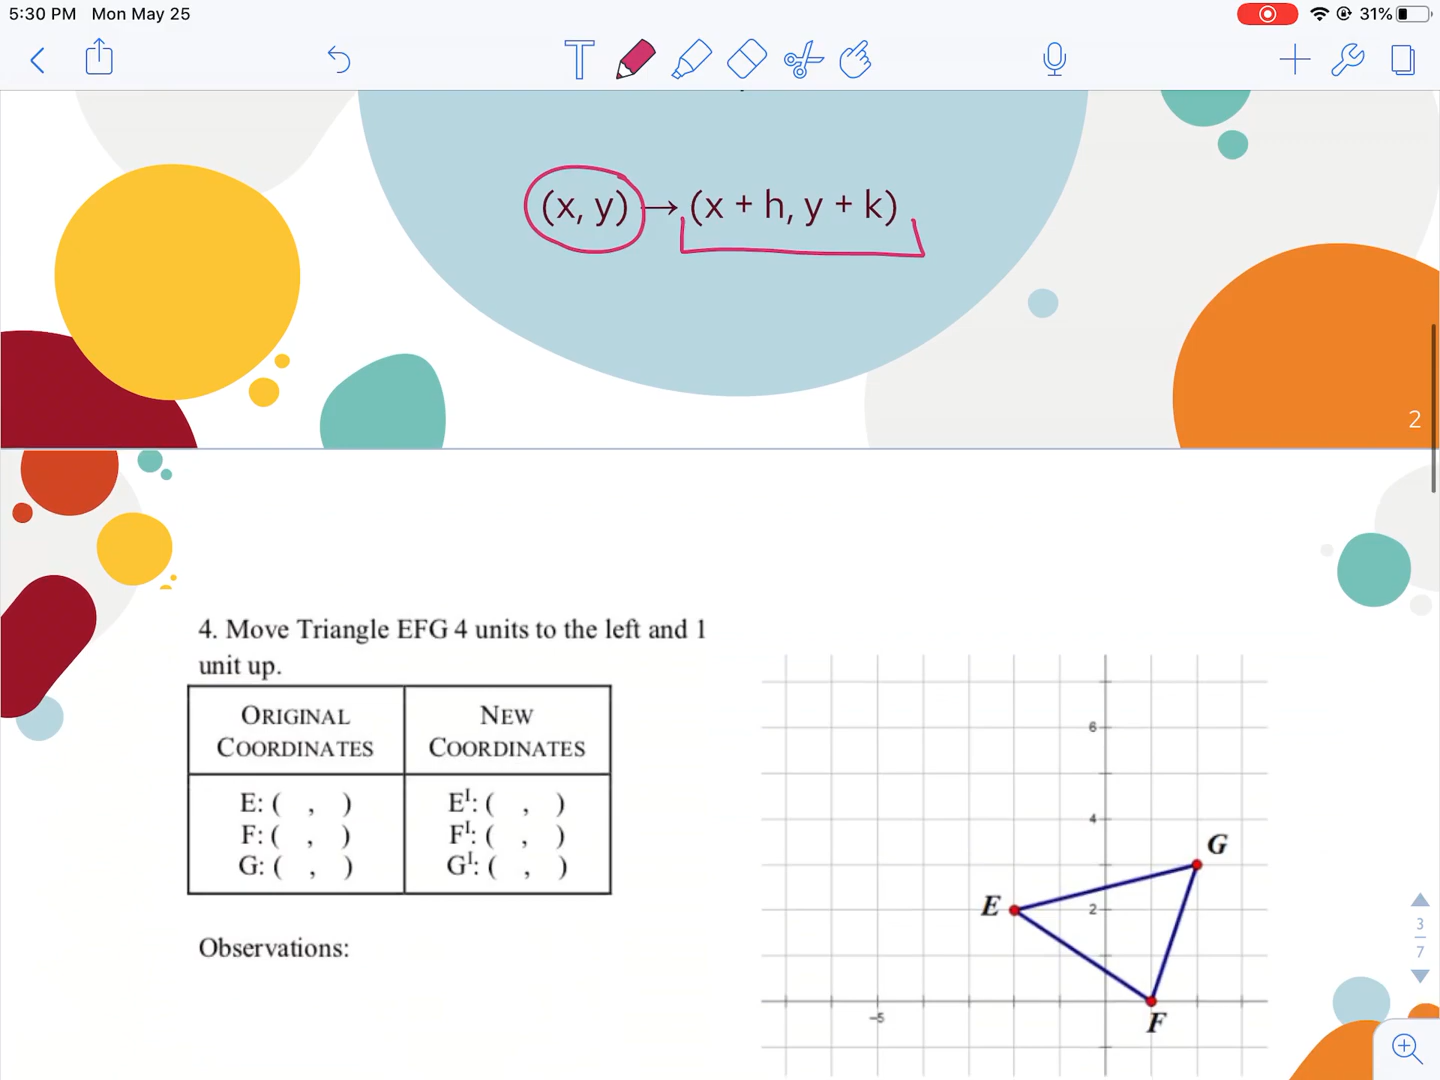 5:30 PM Mon May 25
31%
T
(x, y) → (x + h, y + k)
2
4. Move Triangle EFG 4 units to the left and 1
unit up.
ORIGINAL COORDINATES
NEW COORDINATES
E: ( , )
E': ( , )
F: ( , )
F': ( , )
G: ( , )
G': ( , )
Observations:
6
4
G
E
2
-5
F
3
7